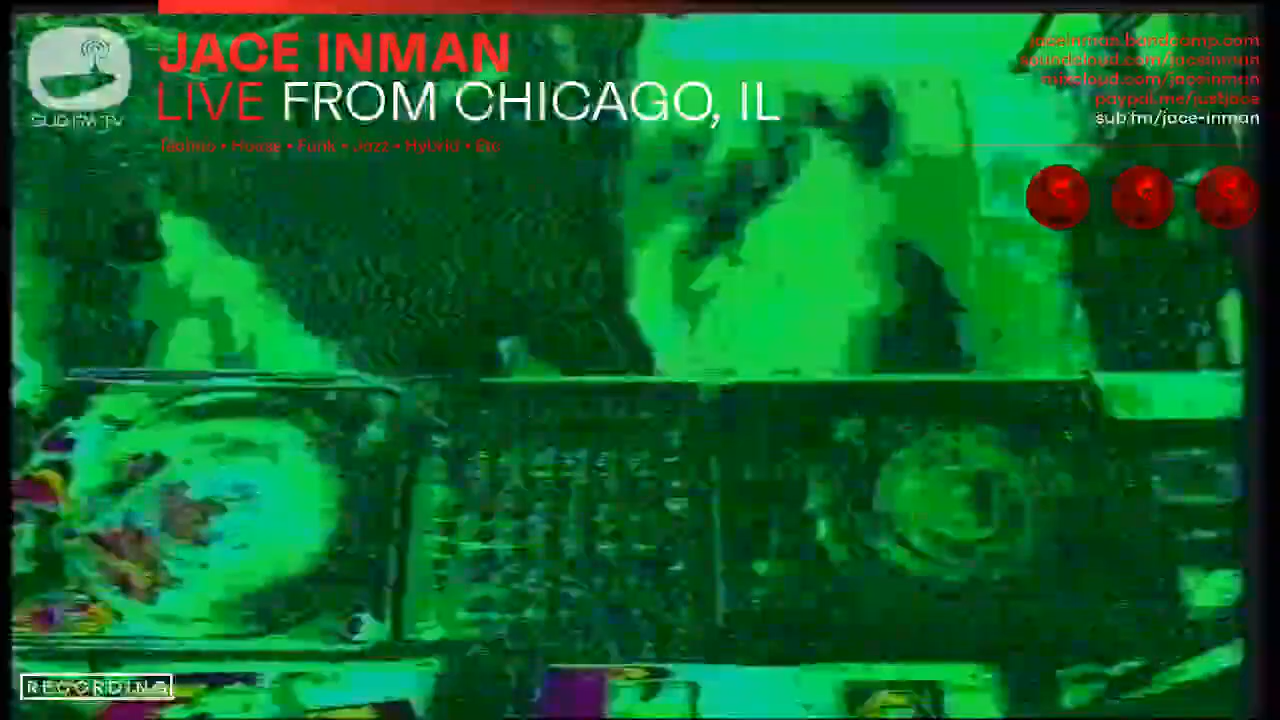 JACE INMAN
LIVE FROM CHICAGO, IL
Techno • House • Funk • Jazz • Hybrid • Etc
SUB FM TV
jaceinman.bandcamp.com
soundcloud.com/jaceinman
mixcloud.com/jaceinman
paypal.me/justjace
sub.fm/jace-inman
RECORDING